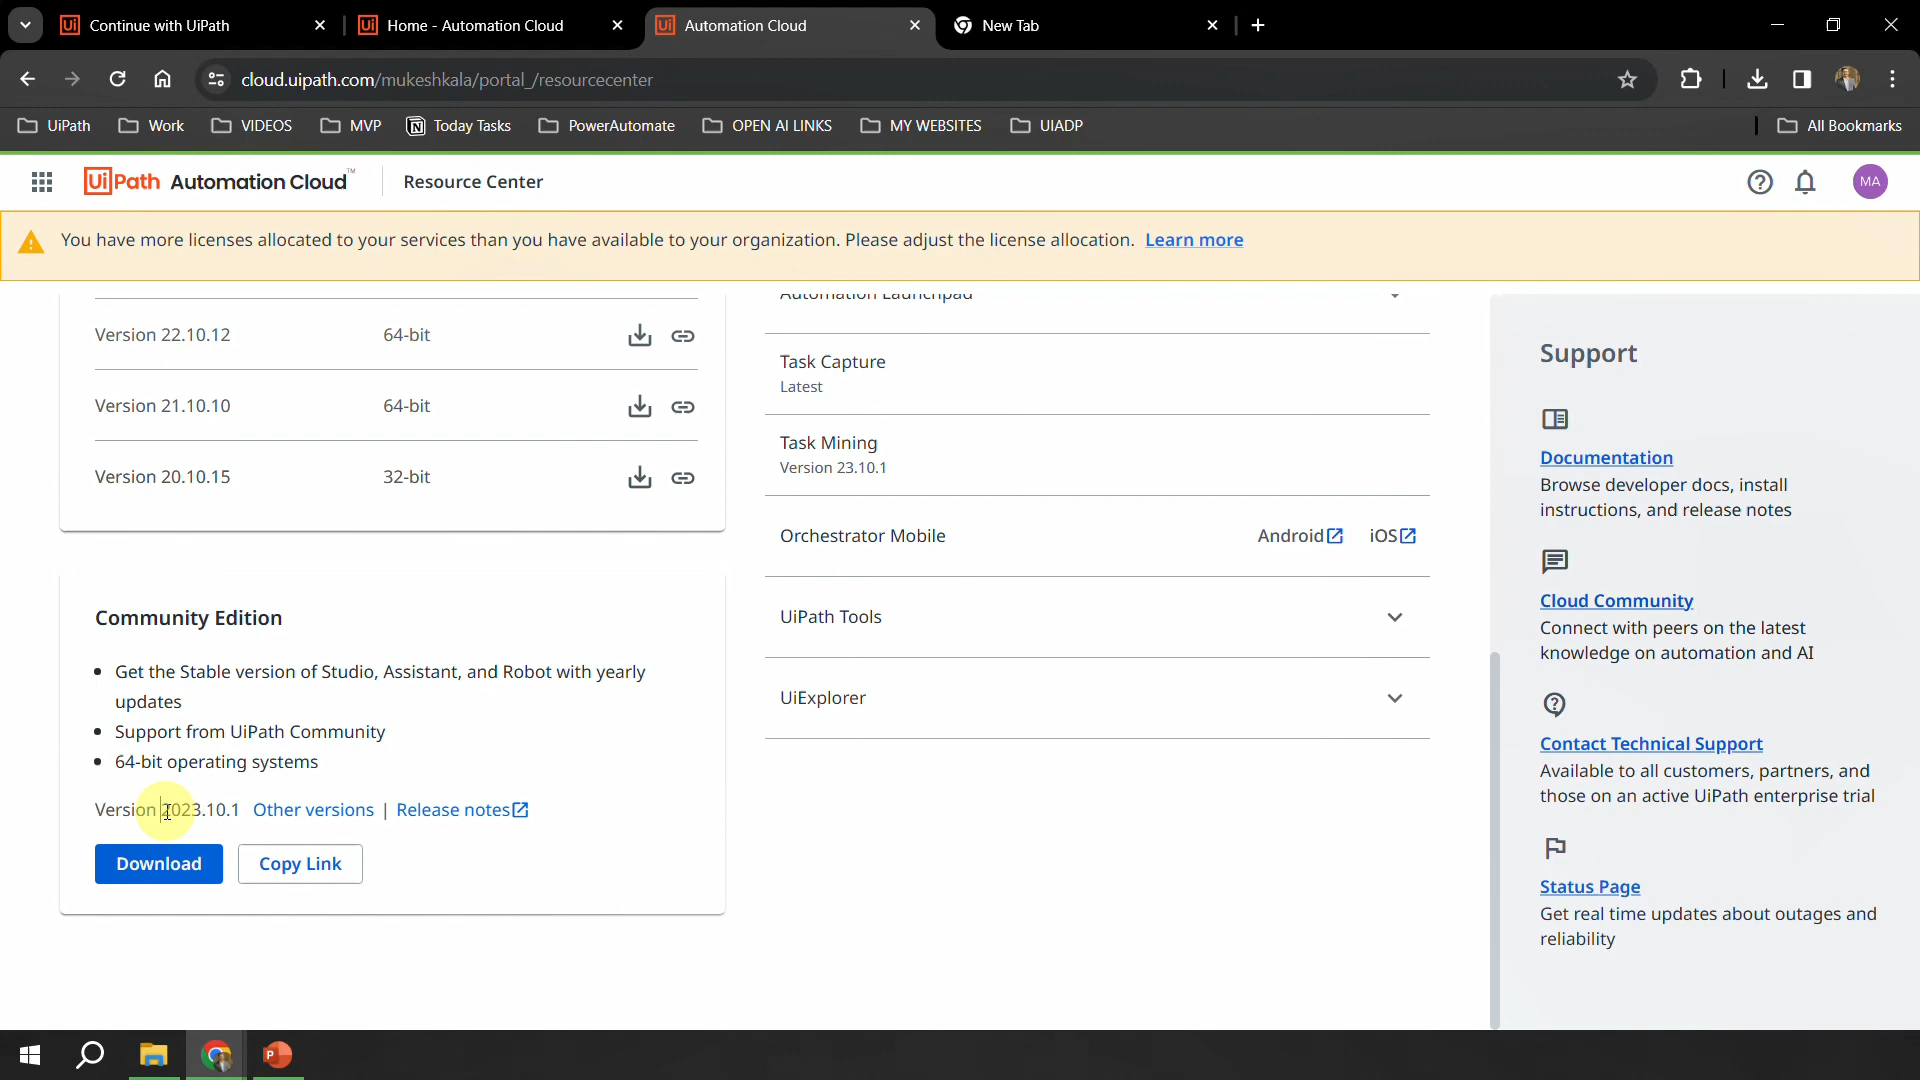 Continue with UiPath
Home - Automation Cloud
Automation Cloud
New Tab
cloud.uipath.com/mukeshkala/portal_/resourcecenter
UiPath
Work
VIDEOS
MVP
Today Tasks
PowerAutomate
OPEN AI LINKS
MY WEBSITES
UIADP
All Bookmarks
UiPath Automation Cloud™
Resource Center
MA
You have more licenses allocated to your services than you have available to your organization. Please adjust the license allocation. Learn more
Version 22.10.12 64-bit
Version 21.10.10 64-bit
Version 20.10.15 32-bit
Community Edition
• Get the Stable version of Studio, Assistant, and Robot with yearly
updates
• Support from UiPath Community
• 64-bit operating systems
Version 2023.10.1 Other versions | Release notes
Download Copy Link
Automation Launchpad
Task Capture
Latest
Task Mining
Version 23.10.1
Orchestrator Mobile Android iOS
UiPath Tools
UiExplorer
Support
Documentation
Browse developer docs, install
instructions, and release notes
Cloud Community
Connect with peers on the latest
knowledge on automation and AI
Contact Technical Support
Available to all customers, partners, and
those on an active UiPath enterprise trial
Status Page
Get real time updates about outages and
reliability